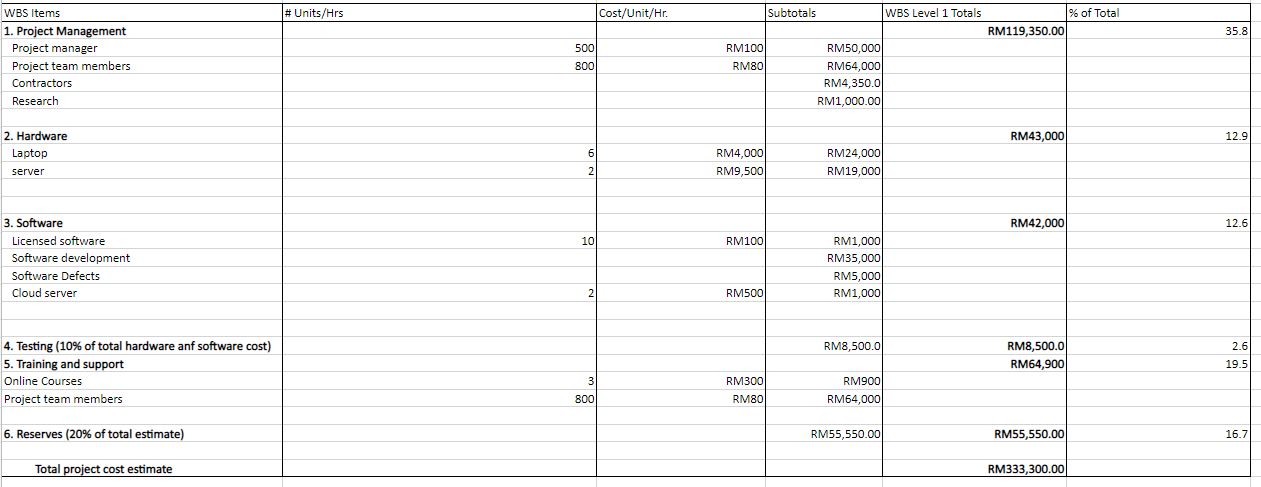 WBS Items # Units/Hrs Cost/Unit/Hr. Subtotals WBS Level 1 Totals % of Total
1. Project Management RM119,350.00 35.8
Project manager 500 RM100 RM50,000
Project team members 800 RM80 RM64,000
Contractors RM4,350.0
Research RM1,000.00
2. Hardware RM43,000 12.9
Laptop 6 RM4,000 RM24,000
server 2 RM9,500 RM19,000
3. Software RM42,000 12.6
Licensed software 10 RM100 RM1,000
Software development RM35,000
Software Defects RM5,000
Cloud server 2 RM500 RM1,000
4. Testing (10% of total hardware anf software cost) RM8,500.0 RM8,500.0 2.6
5. Training and support RM64,900 19.5
Online Courses 3 RM300 RM900
Project team members 800 RM80 RM64,000
6. Reserves (20% of total estimate) RM55,550.00 RM55,550.00 16.7
Total project cost estimate RM333,300.00